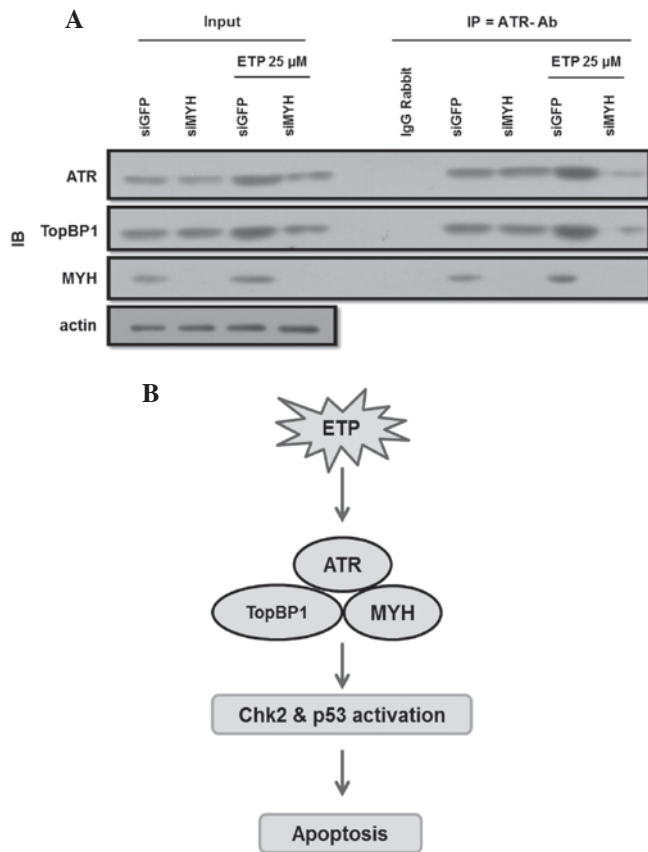 A
Input
IP = ATR- Ab
ETP 25 µM
ETP 25 µM
siGFP
siMYH
siGFP
siMYH
IgG Rabbit
siGFP
siMYH
siGFP
siMYH
IB
ATR
TopBP1
MYH
actin
B
ETP
ATR
TopBP1
MYH
Chk2 & p53 activation
Apoptosis